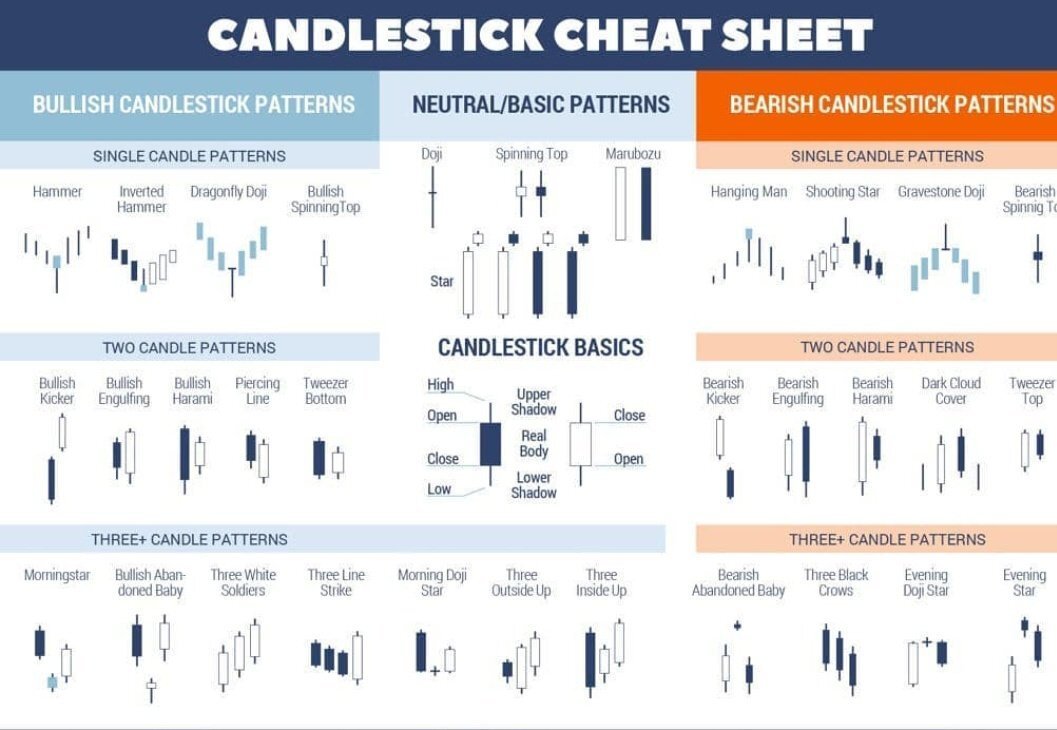 CANDLESTICK CHEAT SHEET
BULLISH CANDLESTICK PATTERNS
SINGLE CANDLE PATTERNS
Hammer
Inverted
Hammer
Dragonfly Doji
Bullish
SpinningTop
TWO CANDLE PATTERNS
Bullish
Kicker
Bullish
Engulfing
Bullish
Harami
Piercing
Line
Tweezer
Bottom
NEUTRAL/BASIC PATTERNS
Doji
Spinning Top
Marubozu
Star
CANDLESTICK BASICS
High
Open
Close
Low
Upper
Shadow
Real
Body
Lower
Shadow
Close
Open
THREE+ CANDLE PATTERNS
Morningstar
Bullish Aban-
doned Baby
Three White
Soldiers
Three Line
Strike
Morning Doji
Star
Three
Outside Up
Three
Inside Up
BEARISH CANDLESTICK PATTERNS
SINGLE CANDLE PATTERNS
Hanging Man
Shooting Star
Gravestone Doji
Bearish
Spinnig
TWO CANDLE PATTERNS
Bearish
Kicker
Bearish
Engulfing
Bearish
Harami
Dark Cloud
Cover
Tweezer
Top
THREE+ CANDLE PATTERNS
Bearish
Abandoned Baby
Three Black
Crows
Evening
Doji Star
Evening
Star